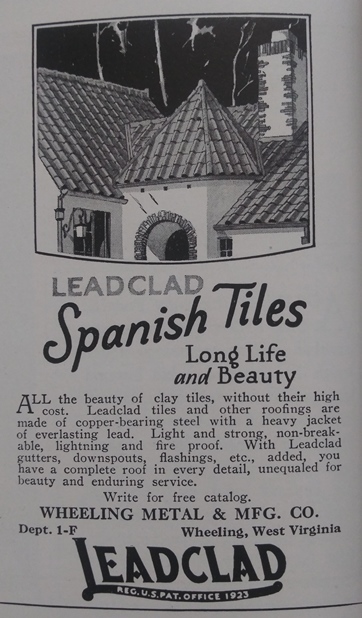 LEADCLAD
Spanish Tiles
Long Life
and Beauty
ALL the beauty of clay tiles, without their high
cost. Leadclad tiles and other roofings are
made of copper-bearing steel with a heavy jacket
of everlasting lead. Light and strong, non-break-
able, lightning and fire proof. With Leadclad
gutters, downspouts, flashings, etc., added, you
have a complete roof in every detail, unequaled for
beauty and enduring service.
Write for free catalog.
WHEELING METAL & MFG. CO.
Dept. 1-F Wheeling, West Virginia
LEADCLAD
REG. U.S. PAT. OFFICE 1923